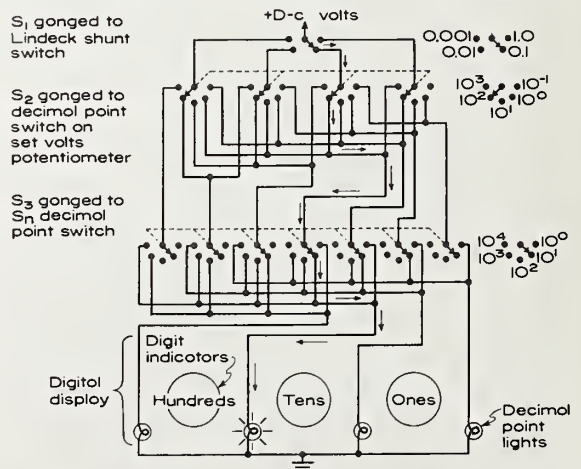 +D-c volts
S₁ gonged to
Lindeck shunt
switch
0.001 1.0
0.01 0.1
S₂ gonged to
decimol point
switch on
set volts
potentiometer
10³ 10⁻¹
10² 10⁰
10¹
S₃ gonged to
Sₙ decimol
point switch
10⁴ 10⁰
10³ 10¹
10²
Digit
indicotors
Digitol
disploy
Hundreds
Tens
Ones
Decimol
point
lights